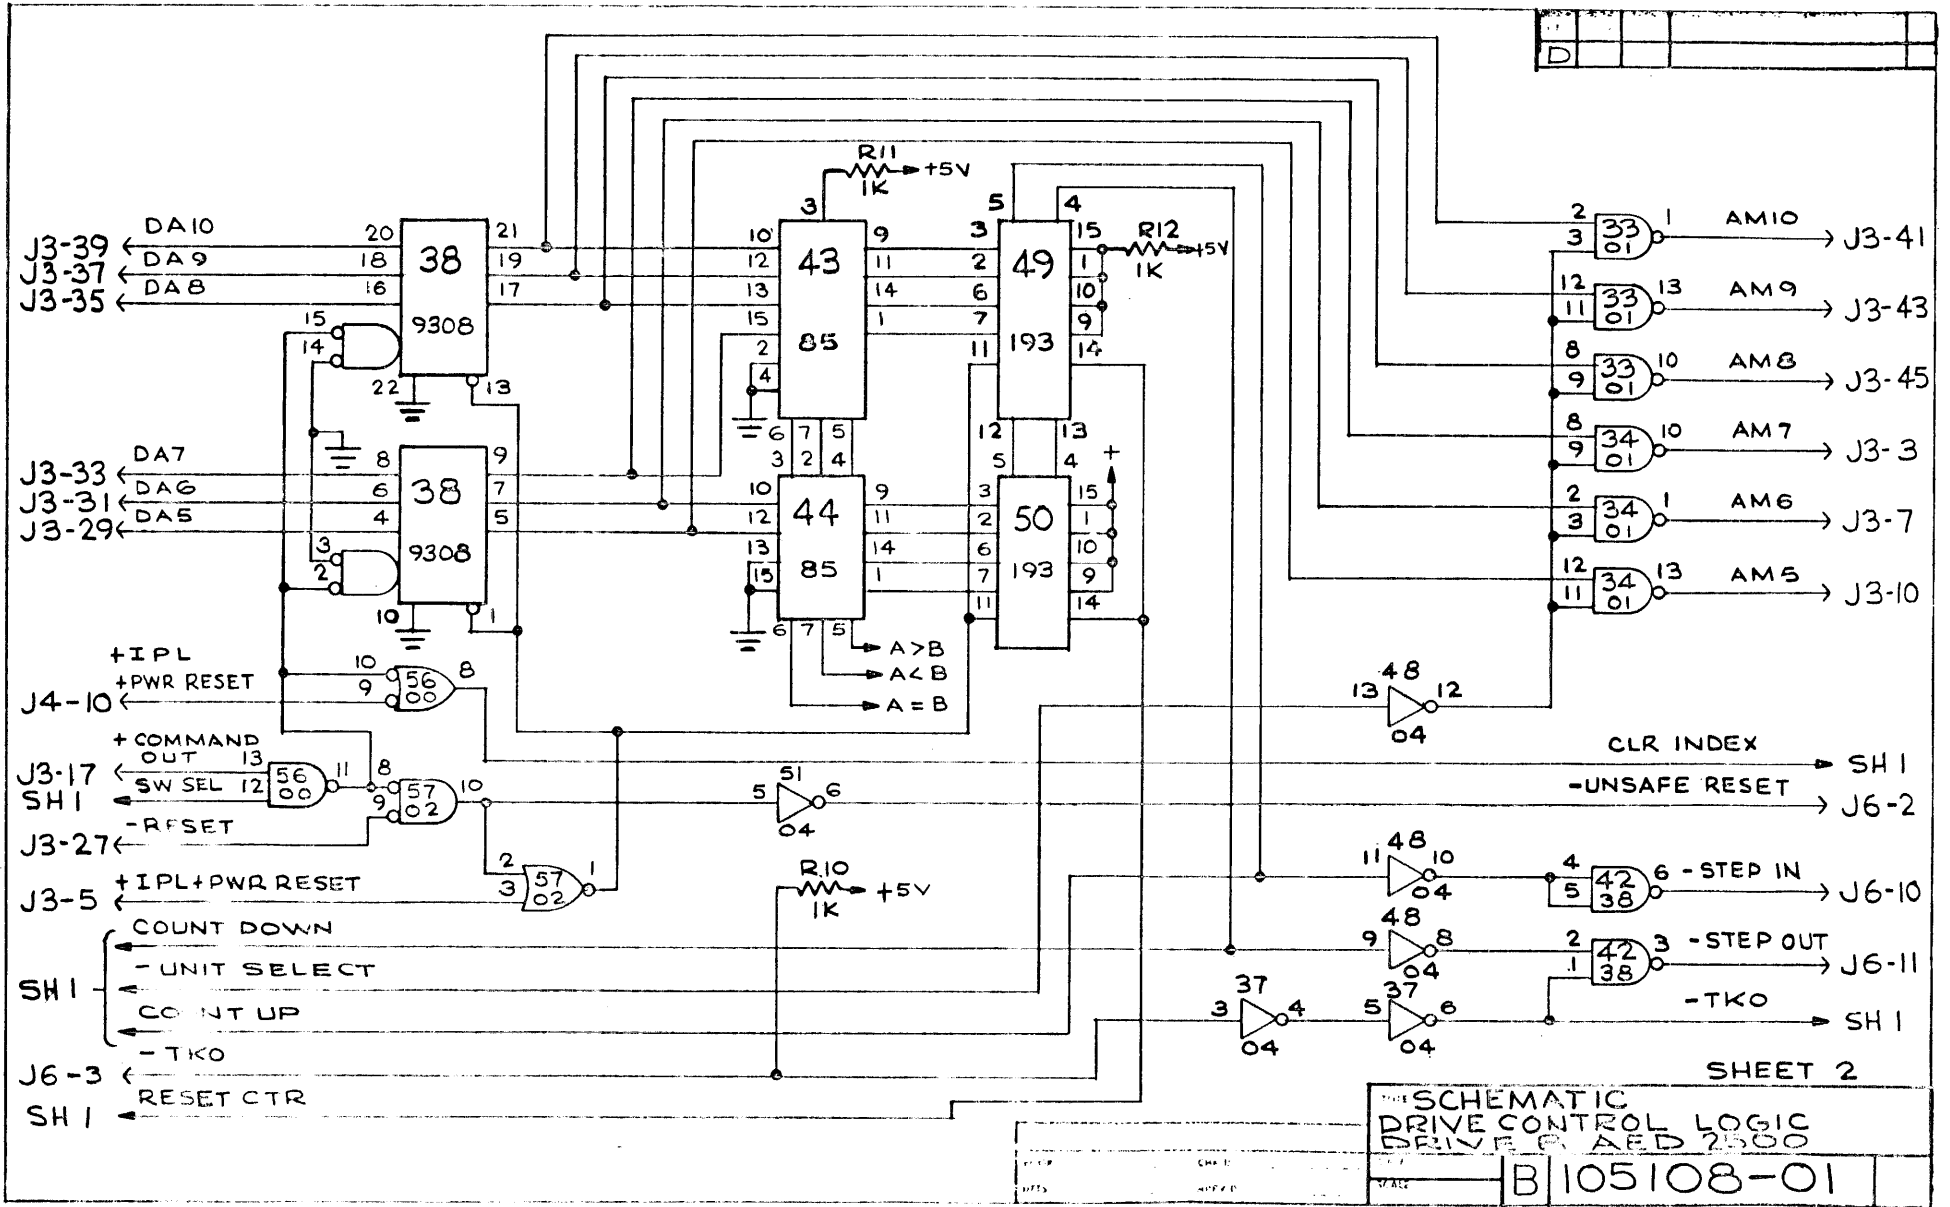 D
R11
+5V
1K
3
5 4
J3-39 DA10 20 21 10 9 3 15 R12 +5V 1K
J3-37 DA9 18 38 19 12 43 11 2 49 1
J3-35 DA8 16 17 13 14 6 10
15 9308 15 1 7 9
14 2 85 11 193 14
22 13 4
6 7 5 12 13
3 2 4 5 4 +
J3-33 DA7 8 9
J3-31 DA6 6 38 7 10 9 3 15
J3-29 DA5 4 5 12 44 11 2 50 1
3 9308 13 14 6 10
2 15 85 1 7 193 9
10 1 11 14
6 7 5
A>B
A<B
A=B
2 3 33 01 1 AM10 J3-41
12 11 33 01 13 AM9 J3-43
8 9 33 01 10 AM8 J3-45
8 9 34 01 10 AM7 J3-3
2 3 34 01 1 AM6 J3-7
12 11 34 01 13 AM5 J3-10
+IPL
+PWR RESET
J4-10 10 9 56 00 8
13 48 12
04
+ COMMAND
OUT
J3-17 13 56 00 11 8
SH1 SW SEL 12 9 57 02 10
5 51 6
04
CLR INDEX SH1
-UNSAFE RESET J6-2
J3-27 -RESET
J3-5 +IPL+PWR RESET 2 3 57 02 1
R10 +5V
1K
11 48 10 04 4 5 42 38 6 -STEP IN J6-10
COUNT DOWN
9 48 8 04 2 1 42 38 3 -STEP OUT J6-11
- UNIT SELECT
SH1
COUNT UP
3 37 4 04 5 37 6 04 -TKO SH1
J6-3 - TKO
SH1 RESET CTR
SHEET 2
SCHEMATIC
DRIVE CONTROL LOGIC
AED 2500
B 105108-01